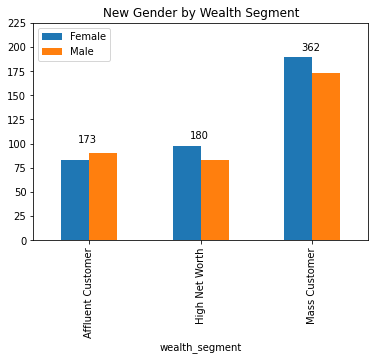 New Gender by Wealth Segment
Female
Male
225
200
175
150
125
100
75
50
25
0
173
180
362
Affluent Customer
High Net Worth
Mass Customer
wealth_segment